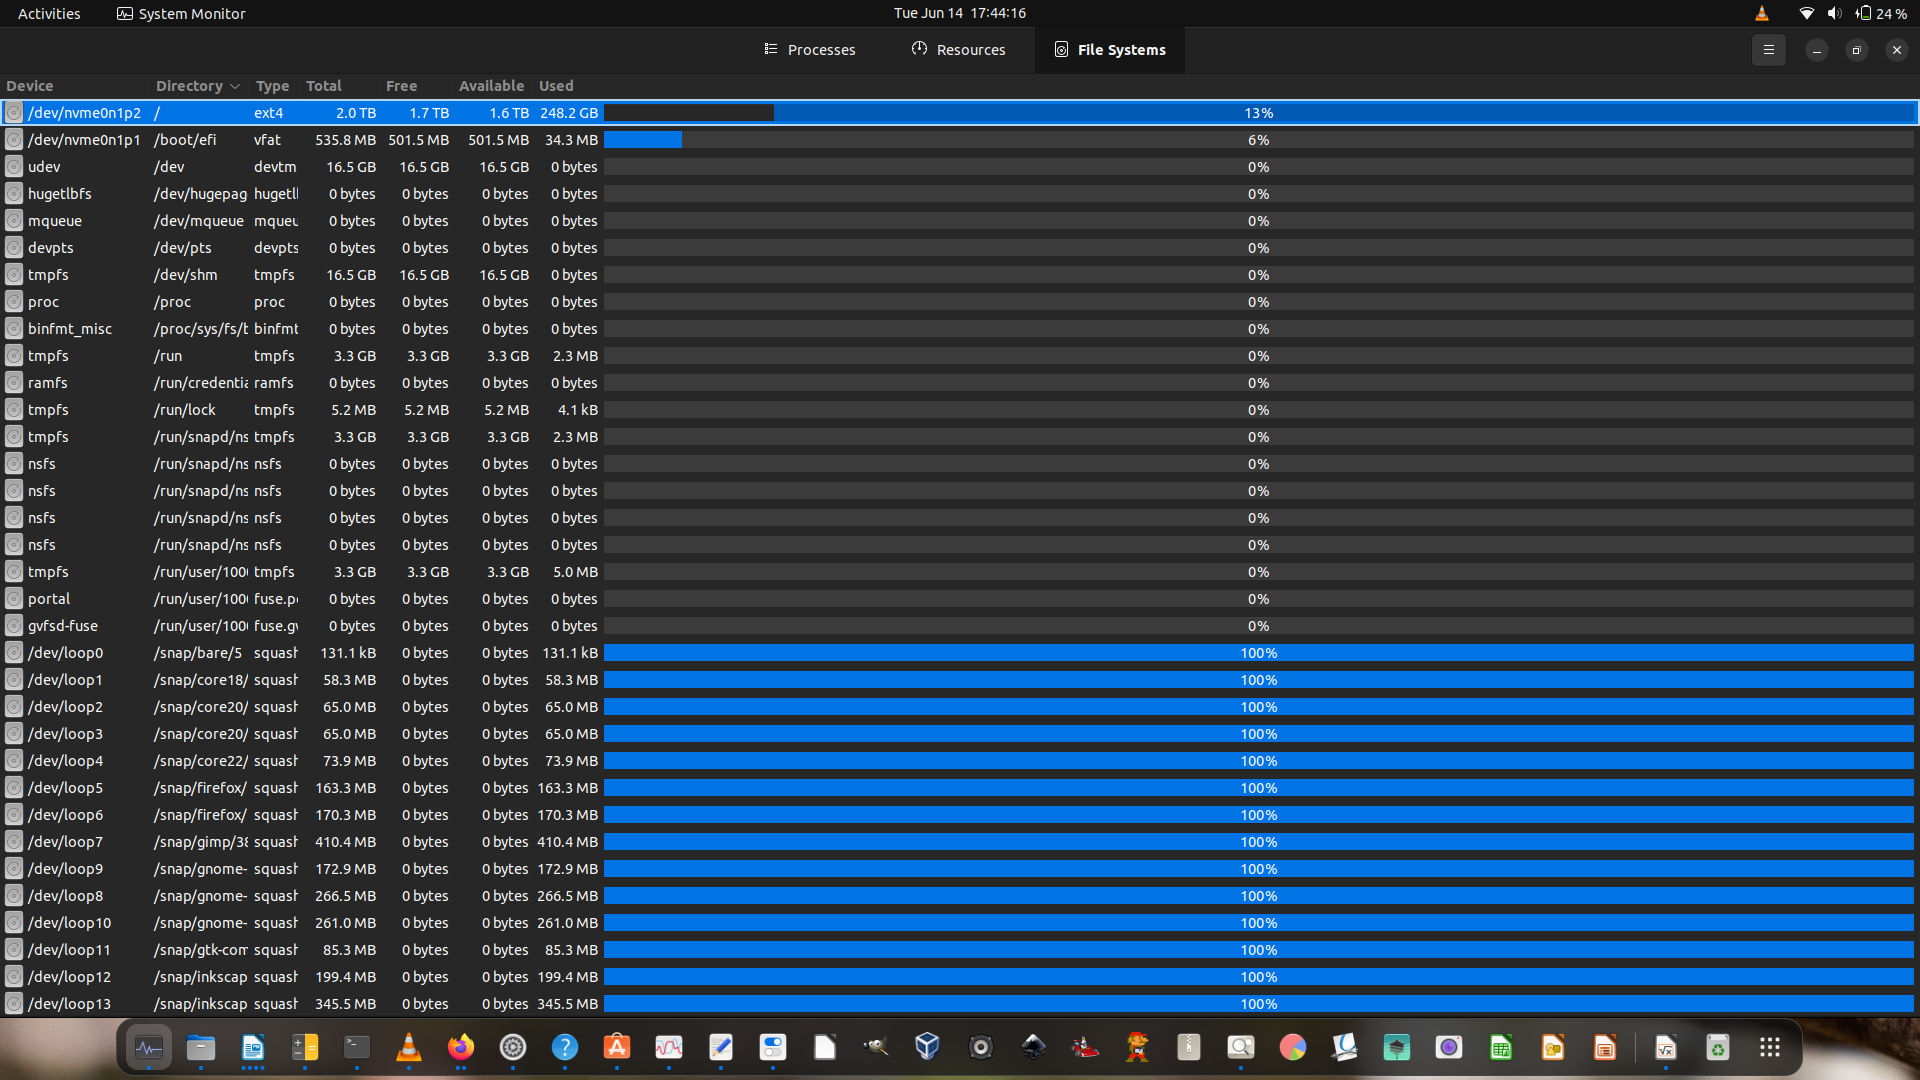 Activities System Monitor Tue Jun 14 17:44:16 24 %
Processes Resources File Systems
Device Directory Type Total Free Available Used
/dev/nvme0n1p2 / ext4 2.0 TB 1.7 TB 1.6 TB 248.2 GB 13%
/dev/nvme0n1p1 /boot/efi vfat 535.8 MB 501.5 MB 501.5 MB 34.3 MB 6%
udev /dev devtm 16.5 GB 16.5 GB 16.5 GB 0 bytes 0%
hugetlbfs /dev/hugepag hugetl 0 bytes 0 bytes 0 bytes 0 bytes 0%
mqueue /dev/mqueue mqueu 0 bytes 0 bytes 0 bytes 0 bytes 0%
devpts /dev/pts devpts 0 bytes 0 bytes 0 bytes 0 bytes 0%
tmpfs /dev/shm tmpfs 16.5 GB 16.5 GB 16.5 GB 0 bytes 0%
proc /proc proc 0 bytes 0 bytes 0 bytes 0 bytes 0%
binfmt_misc /proc/sys/fs/b binfmt 0 bytes 0 bytes 0 bytes 0 bytes 0%
tmpfs /run tmpfs 3.3 GB 3.3 GB 3.3 GB 2.3 MB 0%
ramfs /run/credentia ramfs 0 bytes 0 bytes 0 bytes 0 bytes 0%
tmpfs /run/lock tmpfs 5.2 MB 5.2 MB 5.2 MB 4.1 kB 0%
tmpfs /run/snapd/ns tmpfs 3.3 GB 3.3 GB 3.3 GB 2.3 MB 0%
nsfs /run/snapd/ns nsfs 0 bytes 0 bytes 0 bytes 0 bytes 0%
nsfs /run/snapd/ns nsfs 0 bytes 0 bytes 0 bytes 0 bytes 0%
nsfs /run/snapd/ns nsfs 0 bytes 0 bytes 0 bytes 0 bytes 0%
nsfs /run/snapd/ns nsfs 0 bytes 0 bytes 0 bytes 0 bytes 0%
tmpfs /run/user/100 tmpfs 3.3 GB 3.3 GB 3.3 GB 5.0 MB 0%
portal /run/user/100 fuse.p 0 bytes 0 bytes 0 bytes 0 bytes 0%
gvfsd-fuse /run/user/100 fuse.gv 0 bytes 0 bytes 0 bytes 0 bytes 0%
/dev/loop0 /snap/bare/5 squash 131.1 kB 0 bytes 0 bytes 131.1 kB 100%
/dev/loop1 /snap/core18/ squash 58.3 MB 0 bytes 0 bytes 58.3 MB 100%
/dev/loop2 /snap/core20/ squash 65.0 MB 0 bytes 0 bytes 65.0 MB 100%
/dev/loop3 /snap/core20/ squash 65.0 MB 0 bytes 0 bytes 65.0 MB 100%
/dev/loop4 /snap/core22/ squash 73.9 MB 0 bytes 0 bytes 73.9 MB 100%
/dev/loop5 /snap/firefox/ squash 163.3 MB 0 bytes 0 bytes 163.3 MB 100%
/dev/loop6 /snap/firefox/ squash 170.3 MB 0 bytes 0 bytes 170.3 MB 100%
/dev/loop7 /snap/gimp/38 squash 410.4 MB 0 bytes 0 bytes 410.4 MB 100%
/dev/loop9 /snap/gnome- squash 172.9 MB 0 bytes 0 bytes 172.9 MB 100%
/dev/loop8 /snap/gnome- squash 266.5 MB 0 bytes 0 bytes 266.5 MB 100%
/dev/loop10 /snap/gnome- squash 261.0 MB 0 bytes 0 bytes 261.0 MB 100%
/dev/loop11 /snap/gtk-com squash 85.3 MB 0 bytes 0 bytes 85.3 MB 100%
/dev/loop12 /snap/inkscap squash 199.4 MB 0 bytes 0 bytes 199.4 MB 100%
/dev/loop13 /snap/inkscap squash 345.5 MB 0 bytes 0 bytes 345.5 MB 100%